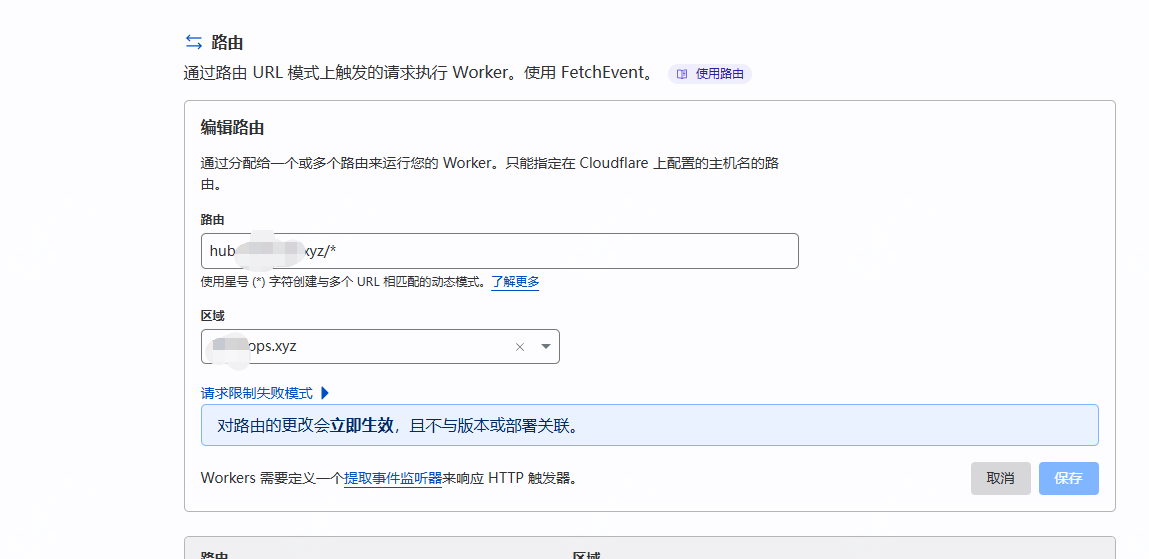 路由
通过路由 URL 模式上触发的请求执行 Worker。使用 FetchEvent。 使用路由
编辑路由
通过分配给一个或多个路由来运行您的 Worker。只能指定在 Cloudflare 上配置的主机名的路
由。
路由
hub xyz/*
使用星号 (*) 字符创建与多个 URL 相匹配的动态模式。了解更多
区域
ops.xyz
请求限制失败模式
对路由的更改会立即生效，且不与版本或部署关联。
Workers 需要定义一个提取事件监听器来响应 HTTP 触发器。 取消 保存
路由 区域